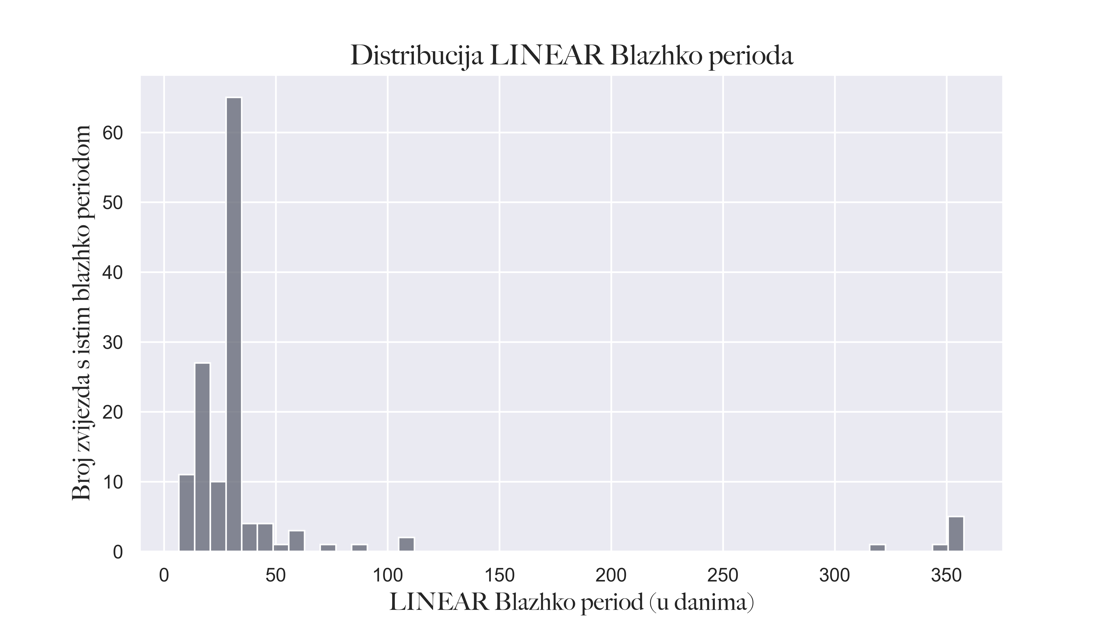 Distribucija LINEAR Blazhko perioda
Broj zvijezda s istim blazhko periodom
60
50
40
30
20
10
0
0 50 100 150 200 250 300 350
LINEAR Blazhko period (u danima)